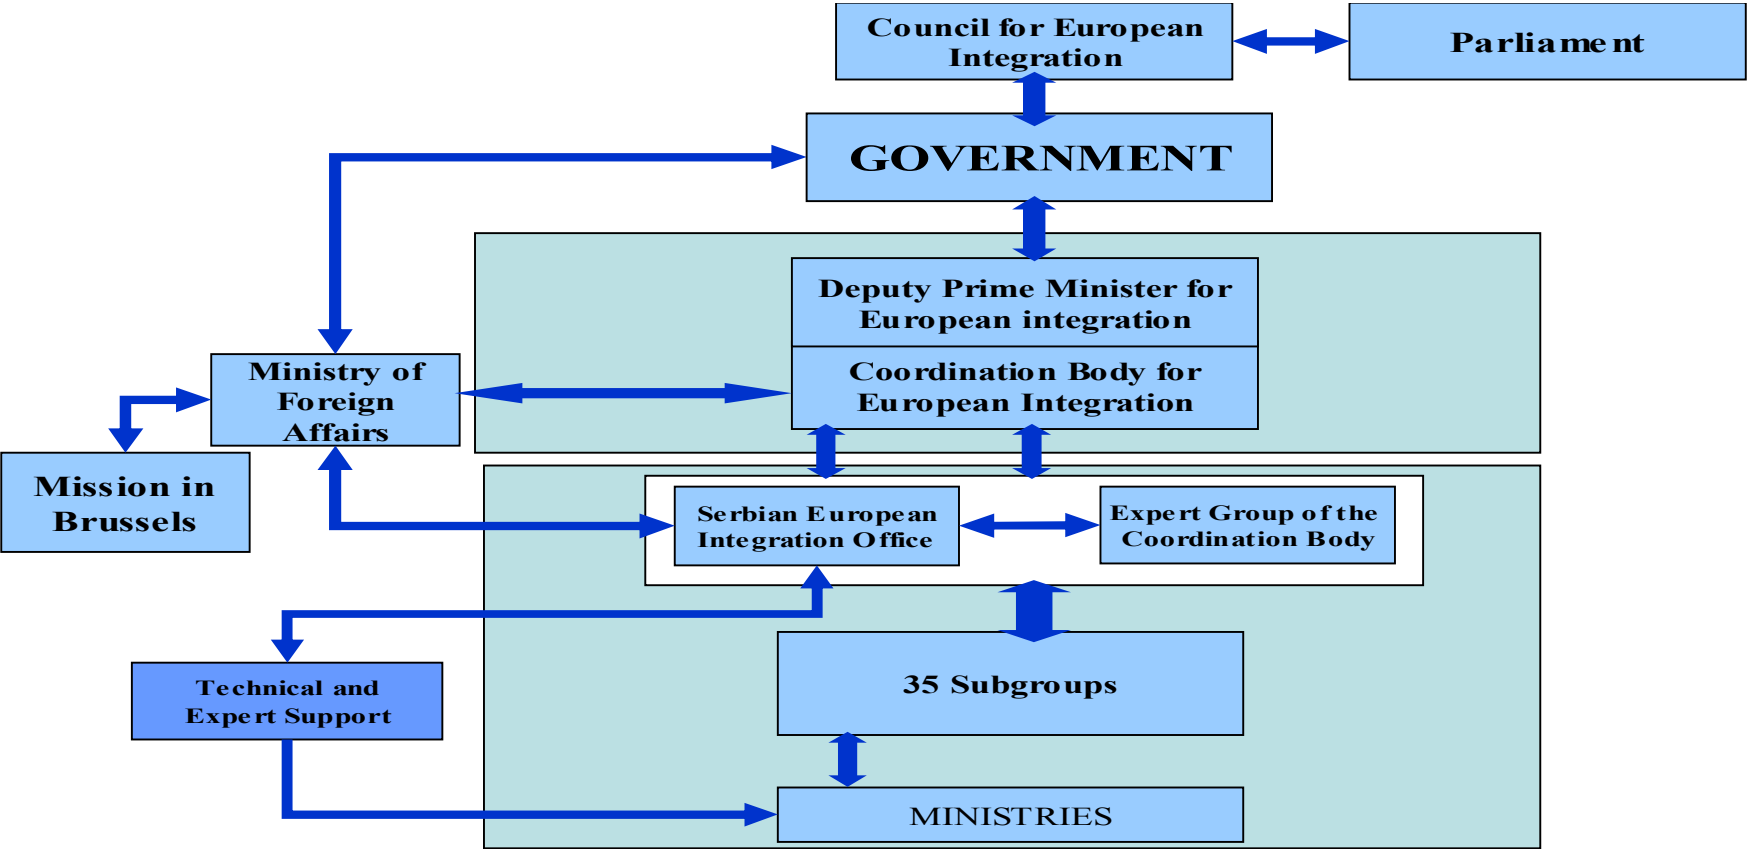 Council for European
Integration
Parliament
GOVERNMENT
Deputy Prime Minister for
European integration
Coordination Body for
European Integration
Ministry of
Foreign
Affairs
Mission in
Brussels
Serbian European
Integration Office
Expert Group of the
Coordination Body
35 Subgroups
Technical and
Expert Support
MINISTRIES